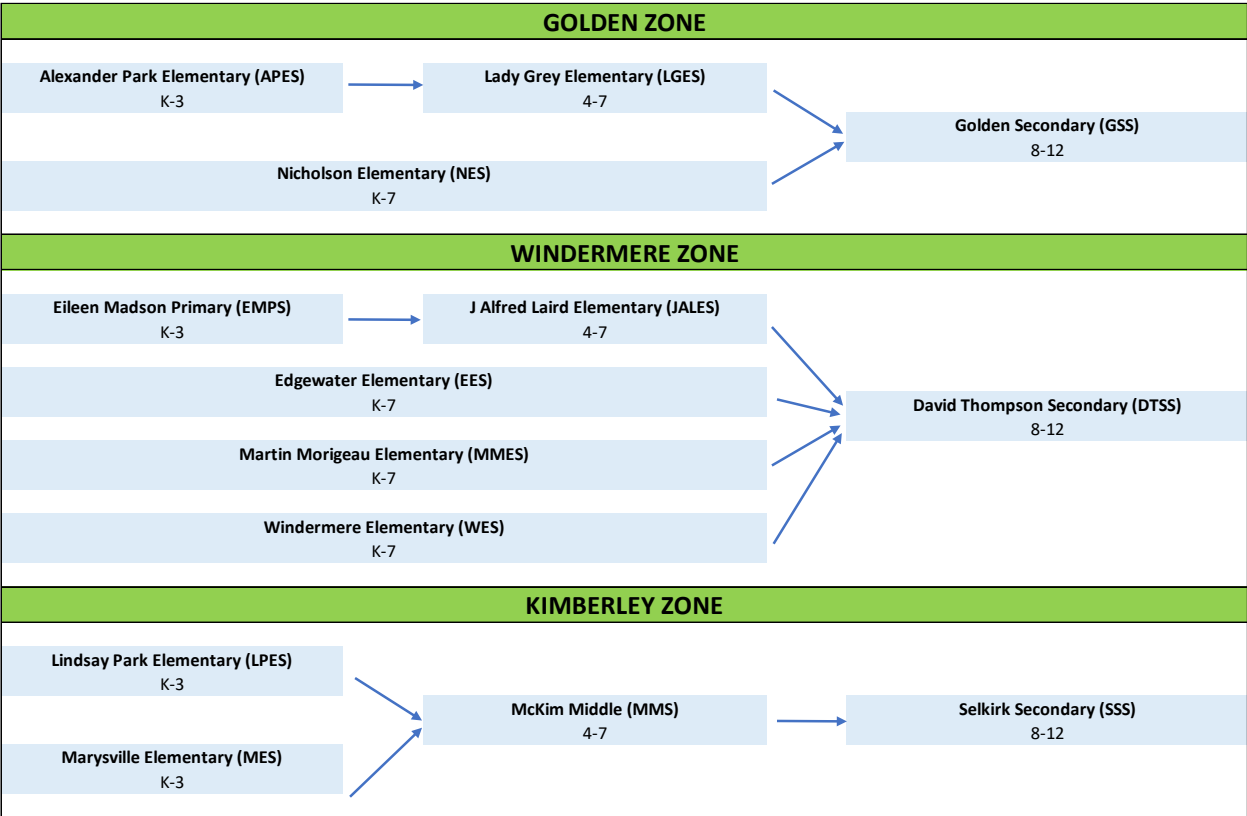 GOLDEN ZONE
Alexander Park Elementary (APES)
K-3
Lady Grey Elementary (LGES)
4-7
Golden Secondary (GSS)
8-12
Nicholson Elementary (NES)
K-7
WINDERMERE ZONE
Eileen Madson Primary (EMPS)
K-3
J Alfred Laird Elementary (JALES)
4-7
Edgewater Elementary (EES)
K-7
David Thompson Secondary (DTSS)
8-12
Martin Morigeau Elementary (MMES)
K-7
Windermere Elementary (WES)
K-7
KIMBERLEY ZONE
Lindsay Park Elementary (LPES)
K-3
McKim Middle (MMS)
4-7
Selkirk Secondary (SSS)
8-12
Marysville Elementary (MES)
K-3